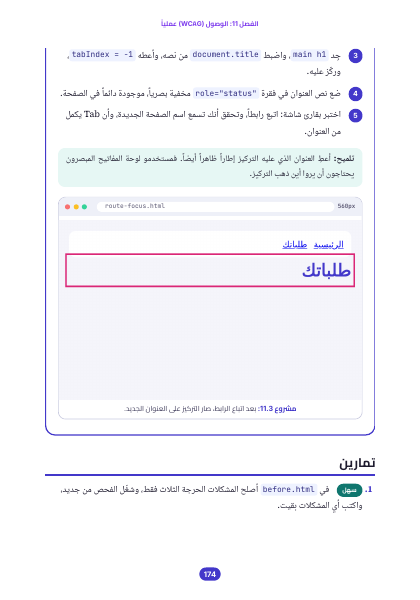 الفصل 11: الوصول (WCAG) عملياً
3 جد main h1، واضبط document.title من نصه، وأعطه tabIndex = -1،
وركّز عليه.
4 ضع نص العنوان في فقرة role="status" مخفية بصرياً، موجودة دائماً في الصفحة.
5 اختبر بقارئ شاشة: اتبع رابطاً، وتحقق أنك تسمع اسم الصفحة الجديدة، وأن Tab يكمل
من العنوان.
تلميح: أعطِ العنوان الذي عليه التركيز إطاراً ظاهراً أيضاً. فمستخدمو لوحة المفاتيح المبصرون
يحتاجون أن يروا أين ذهب التركيز.
route-focus.html 560px
الرئيسية طلباتك
طلباتك
مشروع 11.3: بعد اتباع الرابط، صار التركيز على العنوان الجديد.
تمارين
1. سهل في before.html أصلح المشكلات الحرجة الثلاث فقط، وشغّل الفحص من جديد،
واكتب أي المشكلات بقيت.
174